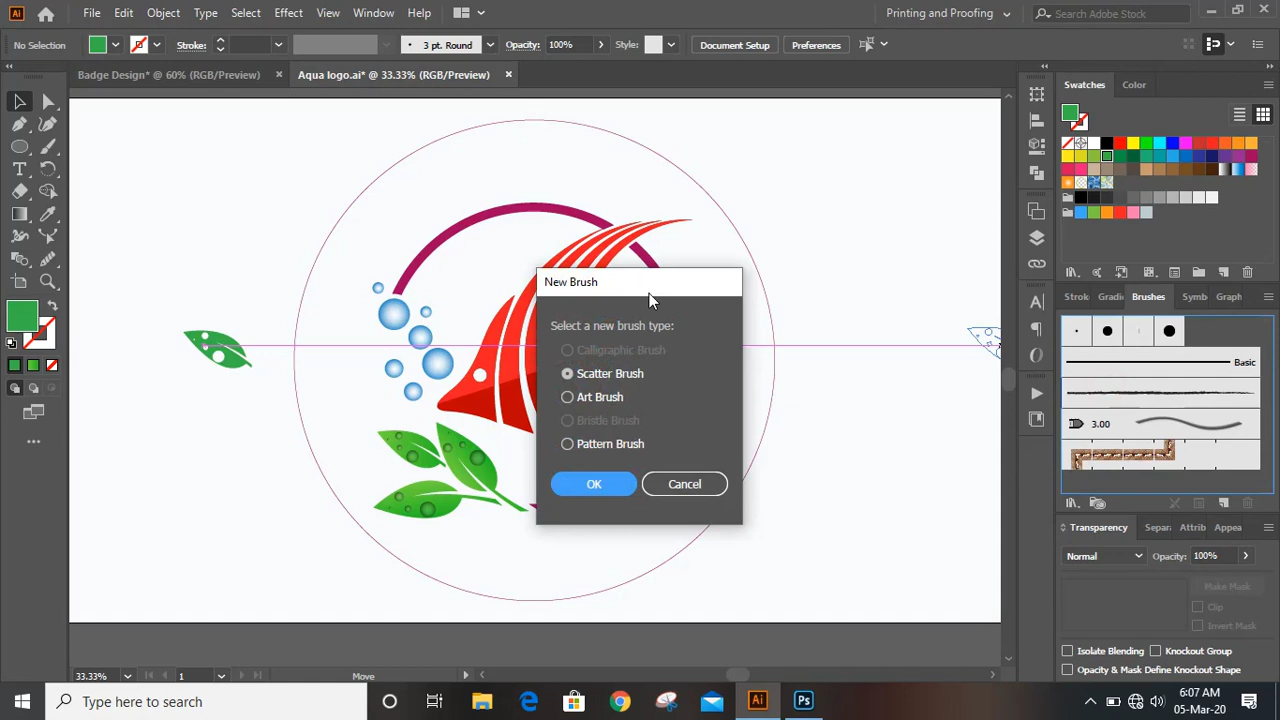 Ai File Edit Object Type Select Effect View Window Help Printing and Proofing Search Adobe Stock
No Selection Stroke: 3 pt. Round Opacity: 100% Style: Document Setup Preferences
Badge Design* @ 60% (RGB/Preview) × Aqua logo.ai* @ 33.33% (RGB/Preview) ×
Swatches Color
New Brush
Select a new brush type:
Calligraphic Brush
Scatter Brush
Art Brush
Bristle Brush
Pattern Brush
OK Cancel
Stroke Gradi Brushes Symb Graph
Basic
3.00
Transparency Separ Attrib Appea
Normal Opacity: 100%
Make Mask
Clip
Invert Mask
Isolate Blending Knockout Group
Opacity & Mask Define Knockout Shape
33.33% 1 Move
Type here to search
Ai Ps
6:07 AM
05-Mar-20